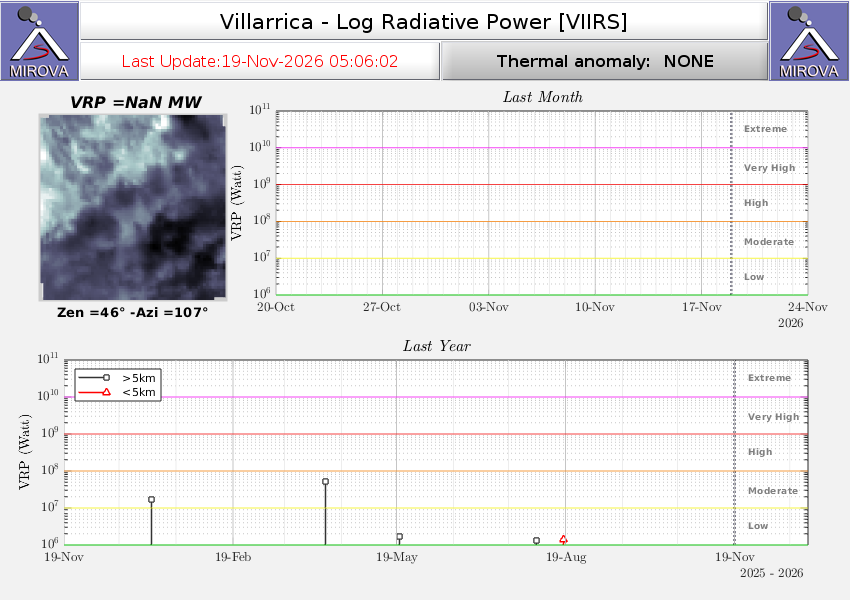 MIROVA
Villarrica - Log Radiative Power [VIIRS]
MIROVA
Last Update:19-Nov-2026 05:06:02
Thermal anomaly: NONE
VRP =NaN MW
Zen =46° -Azi =107°
Last Month
VRP (Watt)
10^11
10^10
10^9
10^8
10^7
10^6
Extreme
Very High
High
Moderate
Low
20-Oct 27-Oct 03-Nov 10-Nov 17-Nov 24-Nov
2026
Last Year
VRP (Watt)
10^11
10^10
10^9
10^8
10^7
10^6
>5km
<5km
Extreme
Very High
High
Moderate
Low
19-Nov 19-Feb 19-May 19-Aug 19-Nov
2025 - 2026